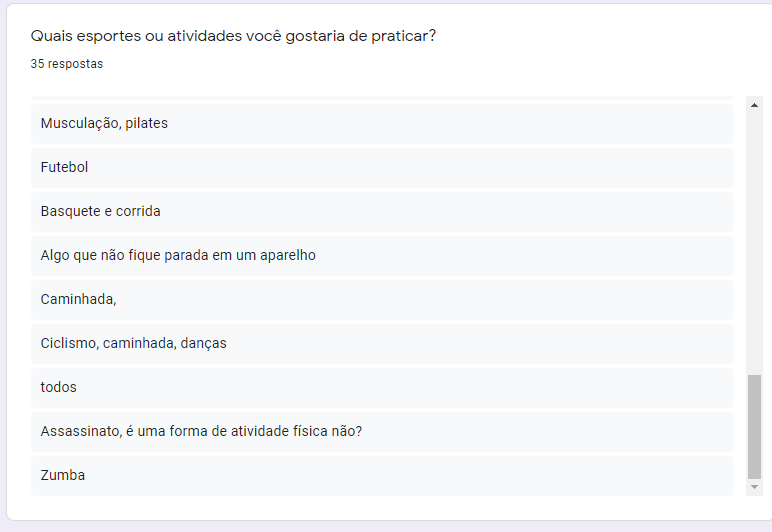 Quais esportes ou atividades você gostaria de praticar?
35 respostas
Musculação, pilates
Futebol
Basquete e corrida
Algo que não fique parada em um aparelho
Caminhada,
Ciclismo, caminhada, danças
todos
Assassinato, é uma forma de atividade física não?
Zumba